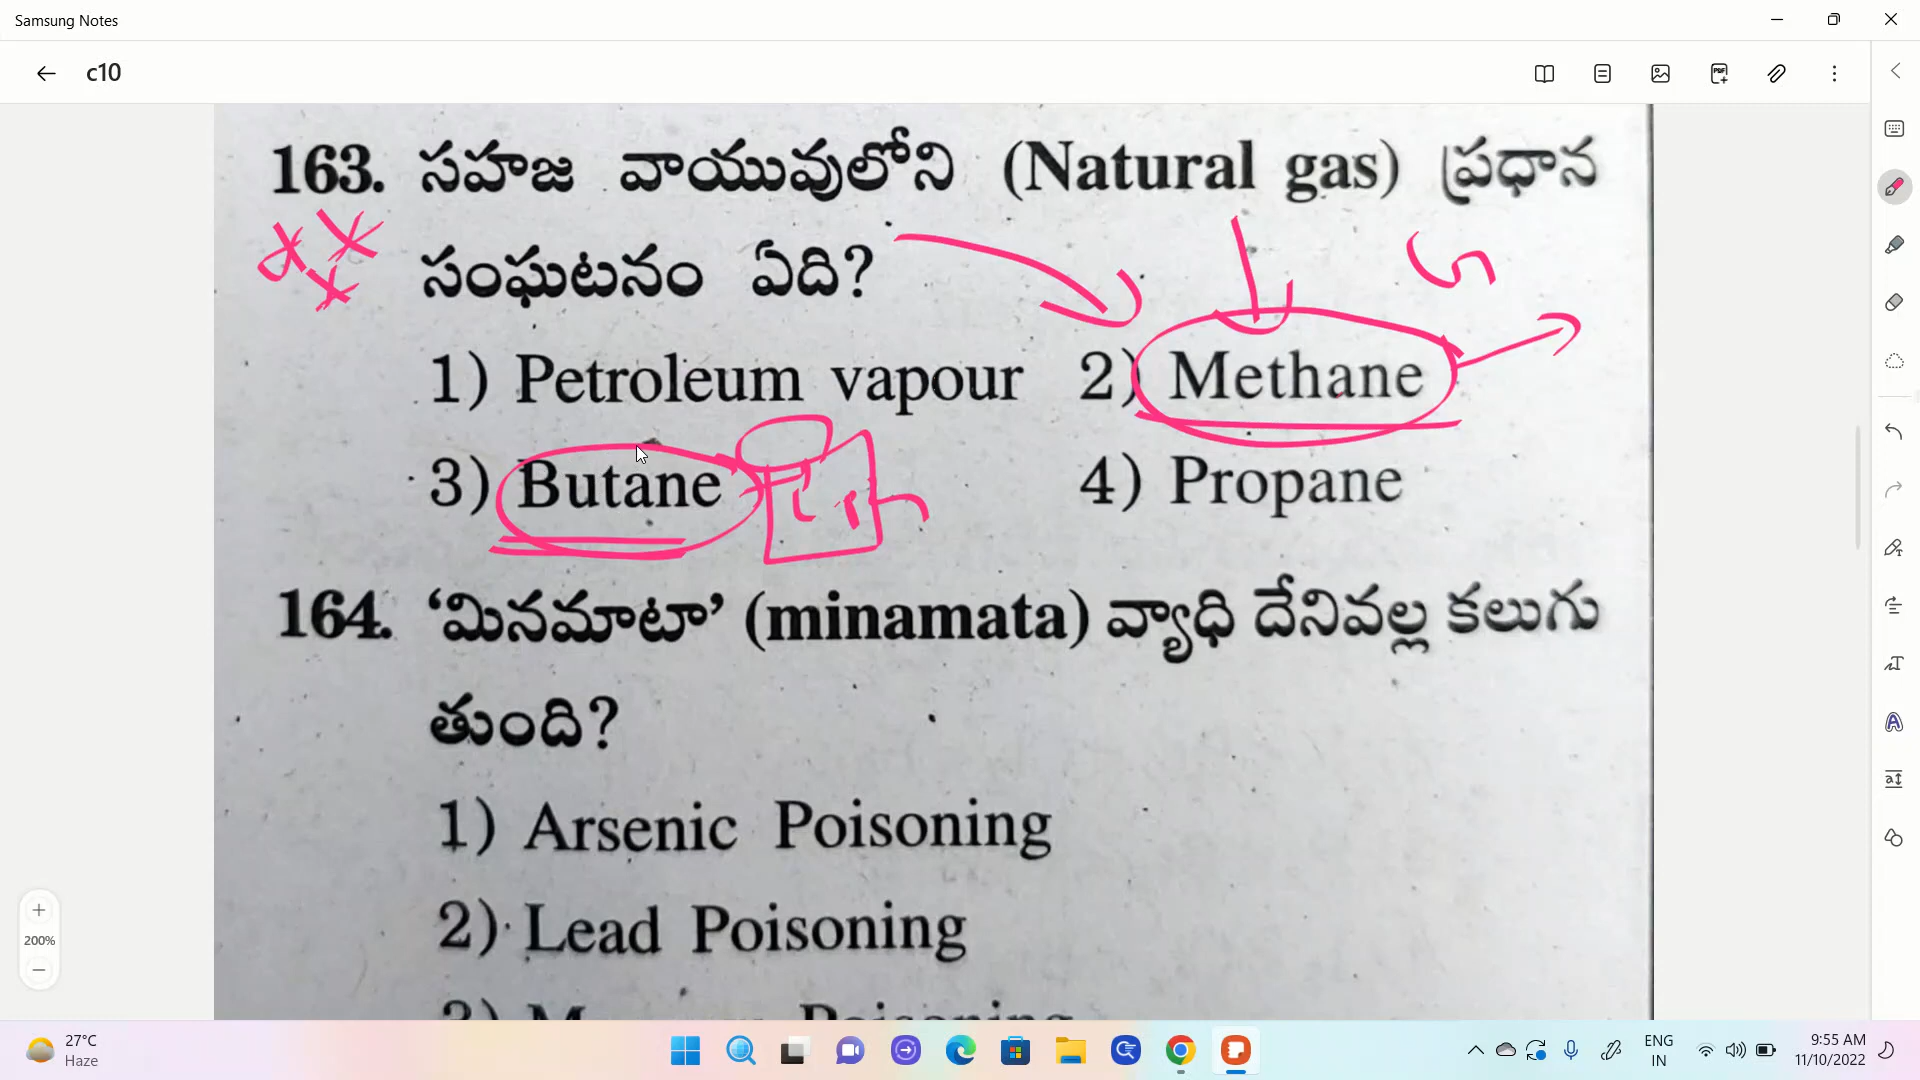 Samsung Notes
c10
163. సహజ వాయువులోని (Natural gas) ప్రధాన
సంఘటనం ఏది?
1) Petroleum vapour 2) Methane
3) Butane 4) Propane
164. ‘మినమాటా’ (minamata) వ్యాధి దేనివల్ల కలుగు
తుంది?
1) Arsenic Poisoning
2) Lead Poisoning
200%
27°C
Haze
ENG
IN
9:55 AM
11/10/2022